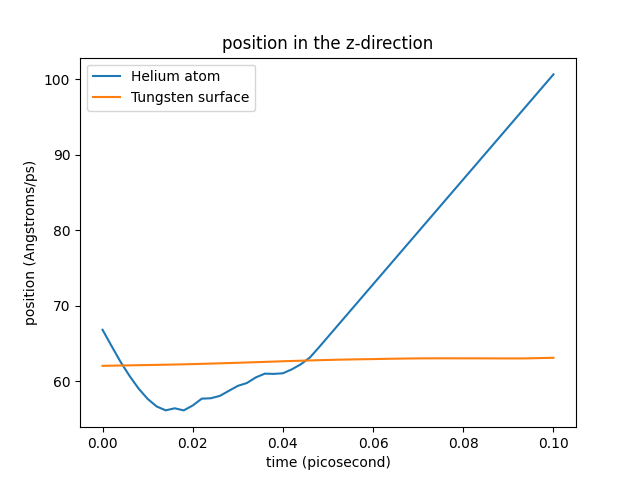 position in the z-direction
Helium atom
Tungsten surface
position (Angstroms/ps)
100
90
80
70
60
0.00
0.02
0.04
0.06
0.08
0.10
time (picosecond)